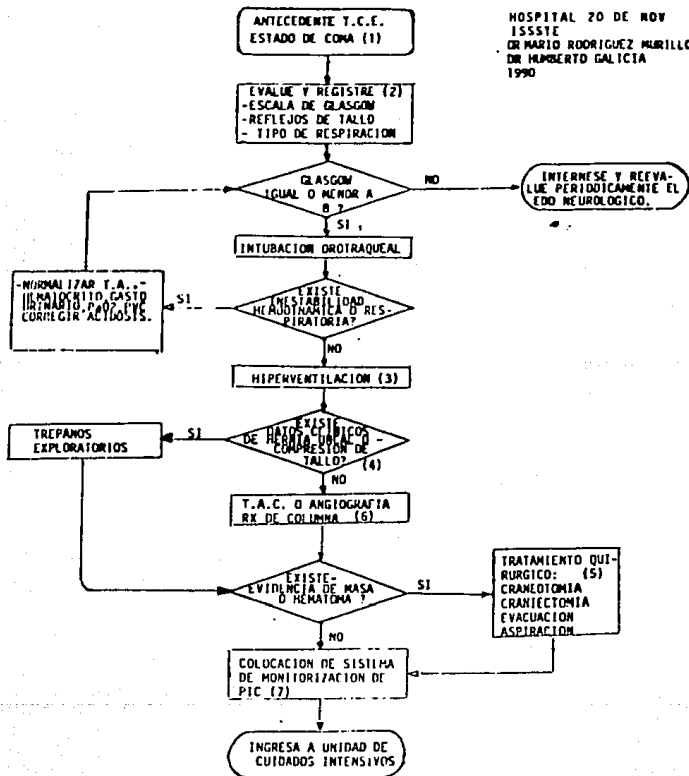 HOSPITAL 20 DE NOV
ISSSTE
DR MARIO RODRIGUEZ MURILLO
DR HUMBERTO GALICIA
1990
ANTECEDENTE T.C.E.
ESTADO DE COMA (1)
EVALUE Y REGISTRE (2)
-ESCALA DE GLASGOW
-REFLEJOS DE TALLO
- TIPO DE RESPIRACION
GLASGOW
IGUAL O MENOR A
8 ?
NO
INTERNESE Y REEVA-
LUE PERIODICAMENTE EL
EDO NEUROLOGICO.
SI
INTUBACION OROTRAQUEAL
EXISTE
INESTABILIDAD
HEMODINAMICA O RES-
PIRATORIA?
SI
-NORMALIZAR T.A.,-
HEMATOCRITO,GASTO
URINARIO,PaO2,PVC
CORREGIR ACIDOSIS.
NO
HIPERVENTILACION (3)
EXISTE
DATOS CLINICOS
DE HERNIA UNCAL O -
COMPRESION DE
TALLO?
(4)
SI
TREPANOS
EXPLORATORIOS
NO
T.A.C. O ANGIOGRAFIA
RX DE COLUMNA (6)
EXISTE-
EVIDENCIA DE MASA
O HEMATOMA ?
SI
TRATAMIENTO QUI-
RURGICO: (5)
CRANEOTOMIA
CRANIECTOMIA
EVACUACION
ASPIRACION
NO
COLOCACION DE SISTEMA
DE MONITORIZACION DE
PIC (7)
INGRESA A UNIDAD DE
CUIDADOS INTENSIVOS